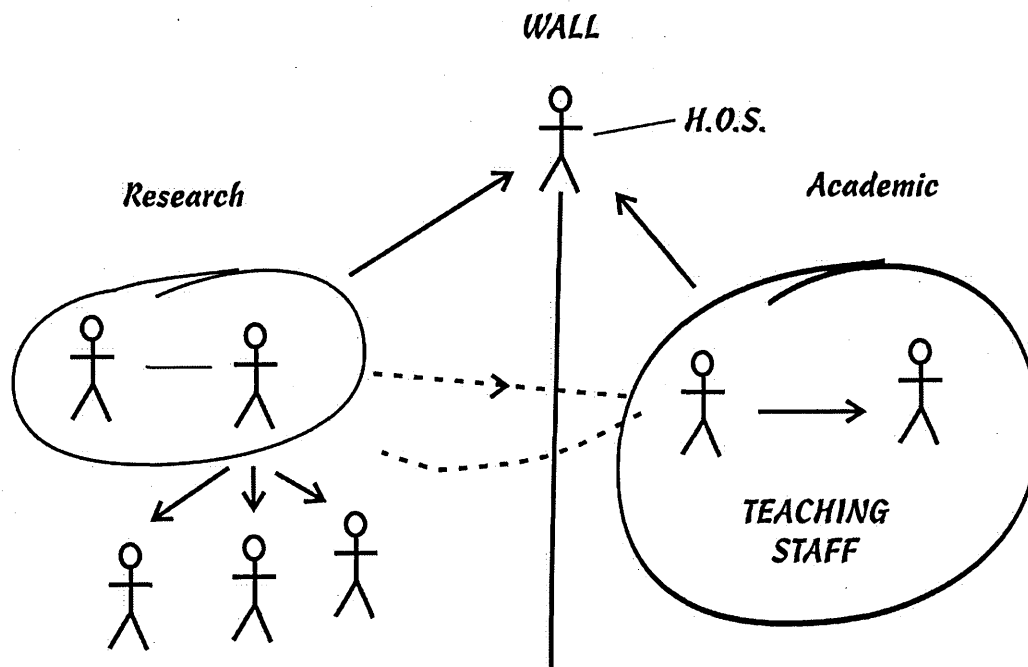 WALL
H.O.S.
Research
Academic
TEACHING
STAFF